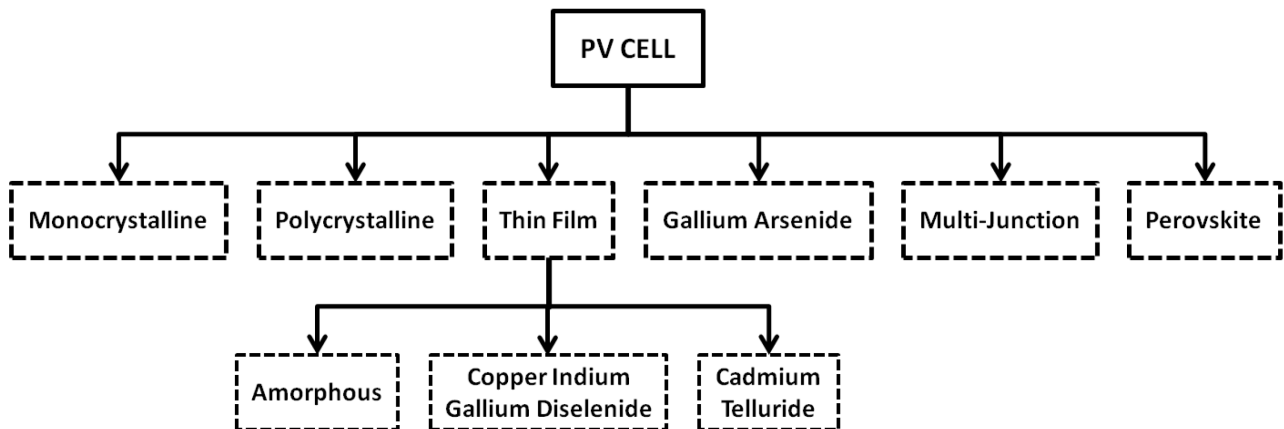 PV CELL
Monocrystalline
Polycrystalline
Thin Film
Gallium Arsenide
Multi-Junction
Perovskite
Amorphous
Copper Indium
Gallium Diselenide
Cadmium
Telluride